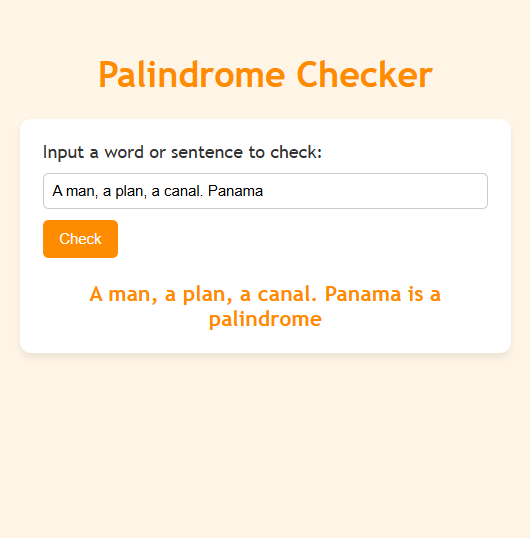 Palindrome Checker
Input a word or sentence to check:
A man, a plan, a canal. Panama
Check
A man, a plan, a canal. Panama is a
palindrome